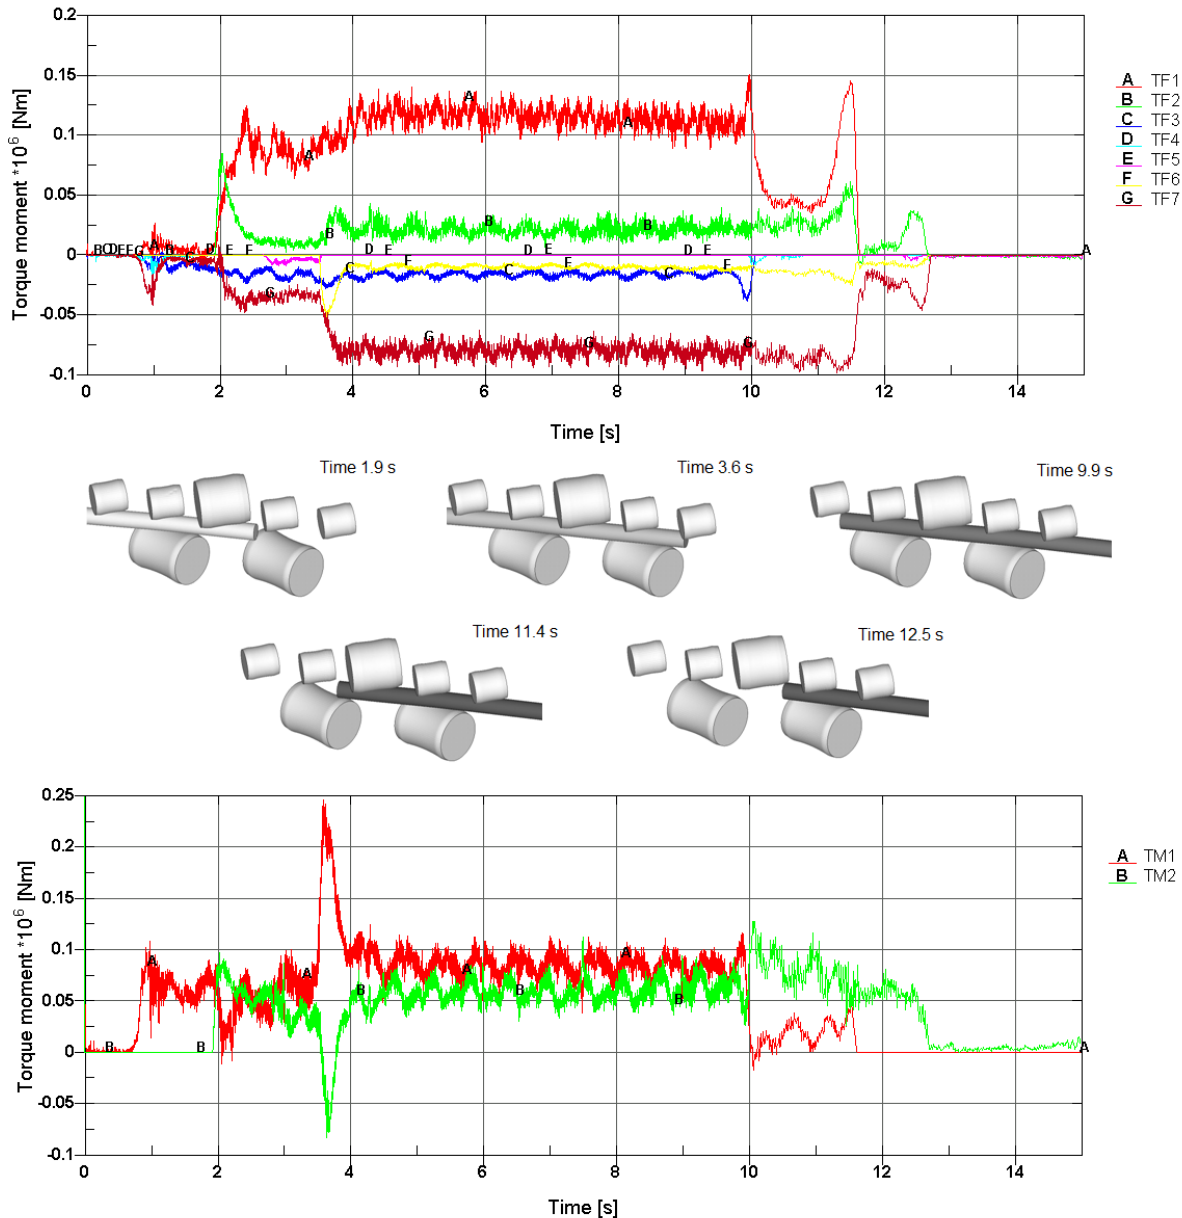 0.2
0.15
0.1
0.05
0
-0.05
-0.1
Torque moment *10^6 [Nm]
0 2 4 6 8 10 12 14
Time [s]
A TF1
B TF2
C TF3
D TF4
E TF5
F TF6
G TF7
Time 1.9 s
Time 3.6 s
Time 9.9 s
Time 11.4 s
Time 12.5 s
0.25
0.2
0.15
0.1
0.05
0
-0.05
-0.1
Torque moment *10^6 [Nm]
0 2 4 6 8 10 12 14
Time [s]
A TM1
B TM2